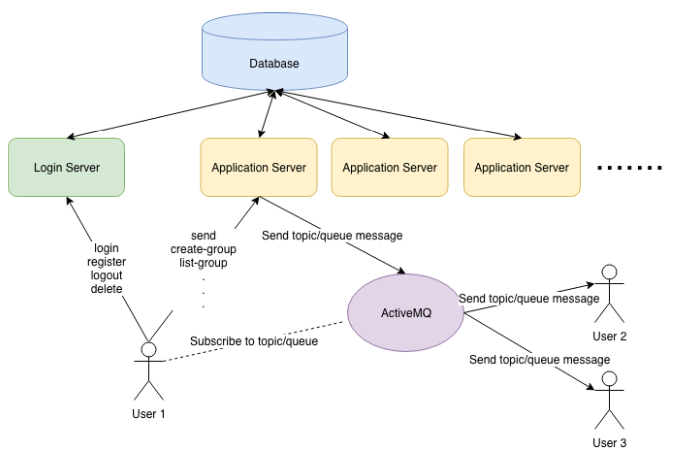 Database
Login Server
Application Server
Application Server
Application Server
send
create-group
list-group
Send topic/queue message
login
register
logout
delete
Send topic/queue message
ActiveMQ
User 2
Subscribe to topic/queue
Send topic/queue message
User 1
User 3